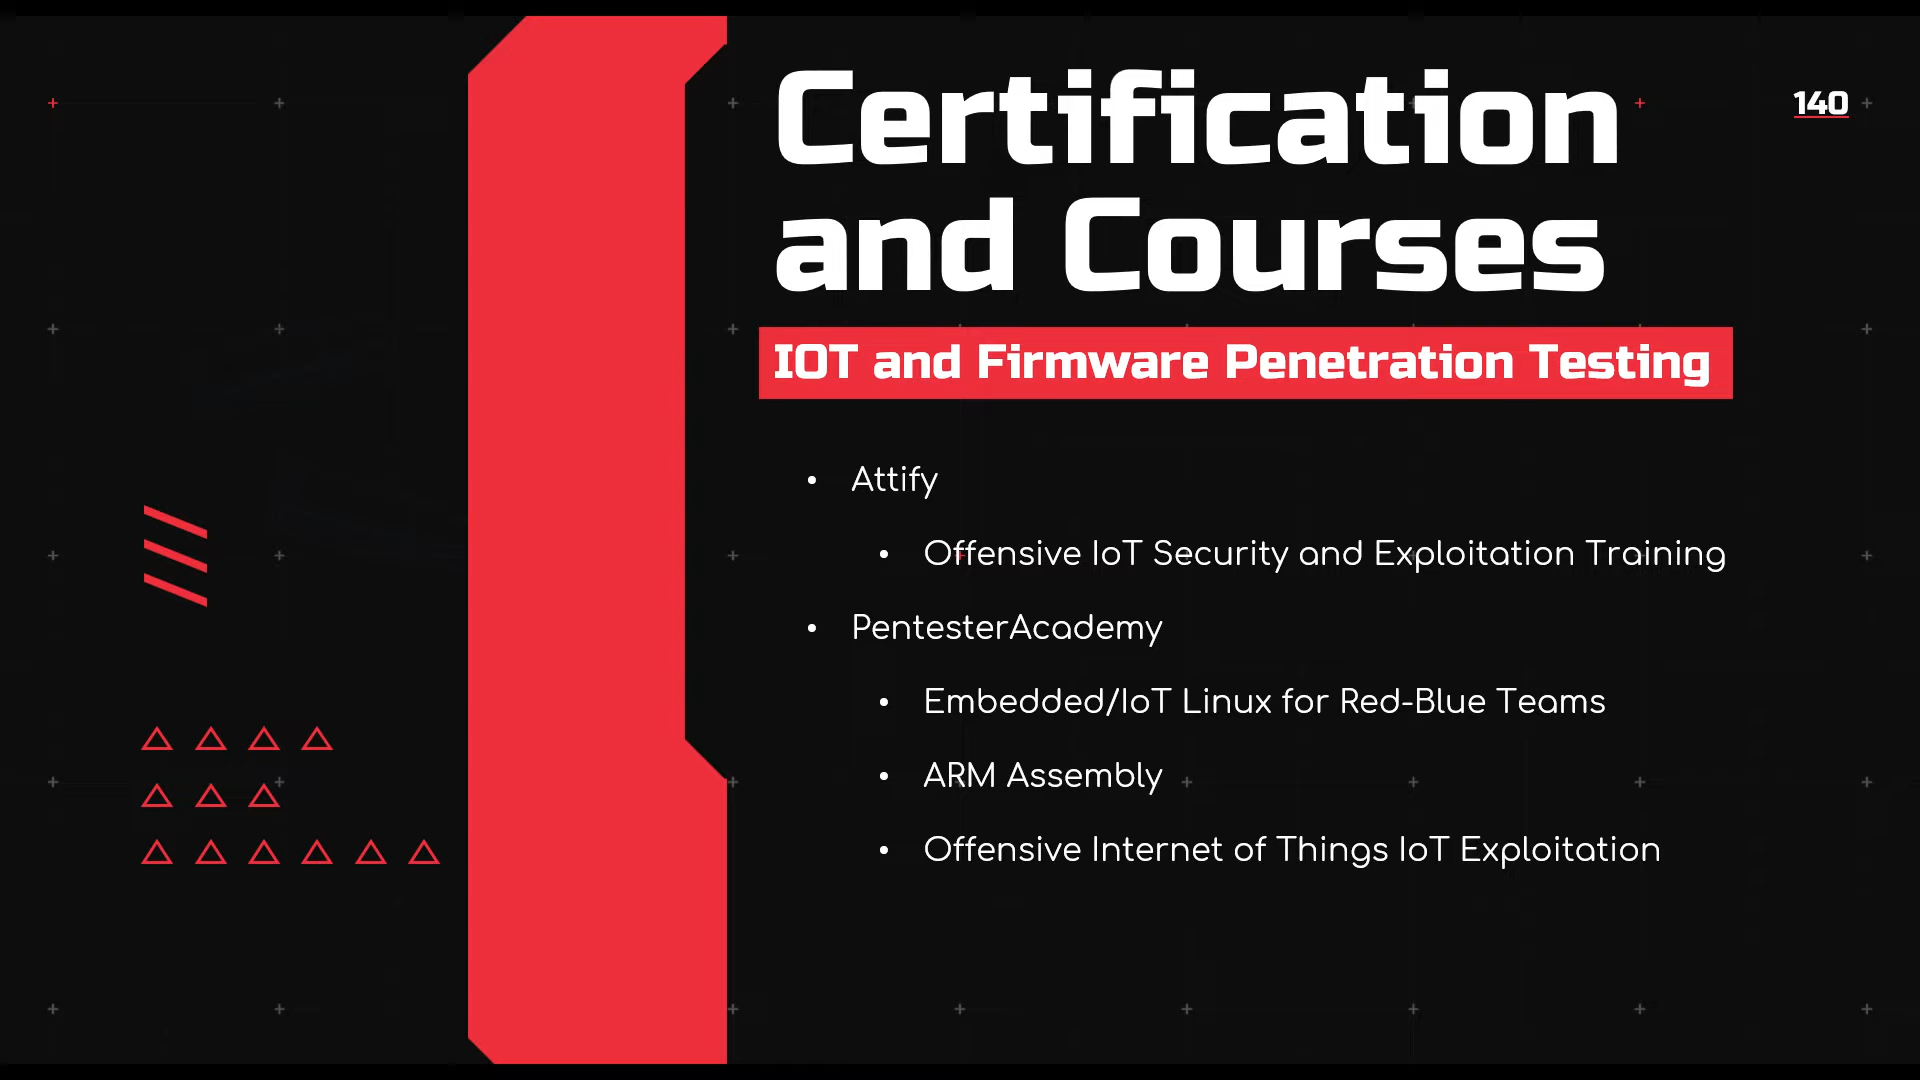 Certification
and Courses
140
IOT and Firmware Penetration Testing
• Attify
• Offensive IoT Security and Exploitation Training
• PentesterAcademy
• Embedded/IoT Linux for Red-Blue Teams
• ARM Assembly
• Offensive Internet of Things IoT Exploitation